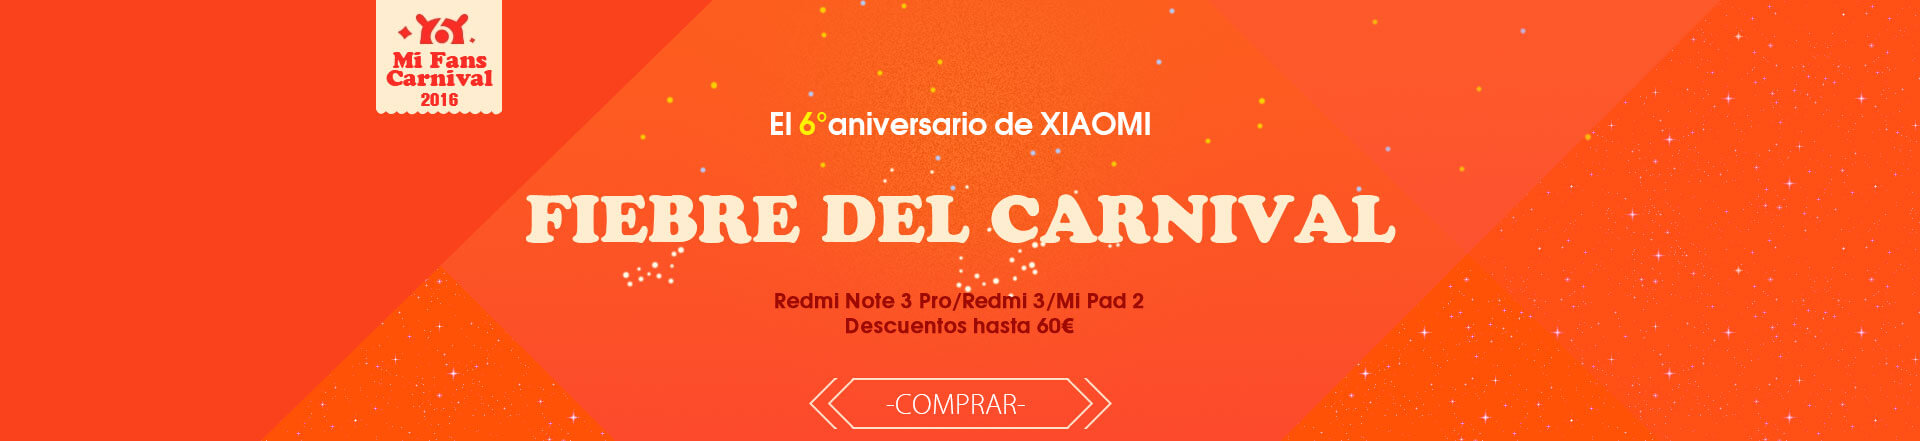 6
Mi Fans
Carnival
2016
El 6°aniversario de XIAOMI
FIEBRE DEL CARNIVAL
Redmi Note 3 Pro/Redmi 3/Mi Pad 2
Descuentos hasta 60€
-COMPRAR-